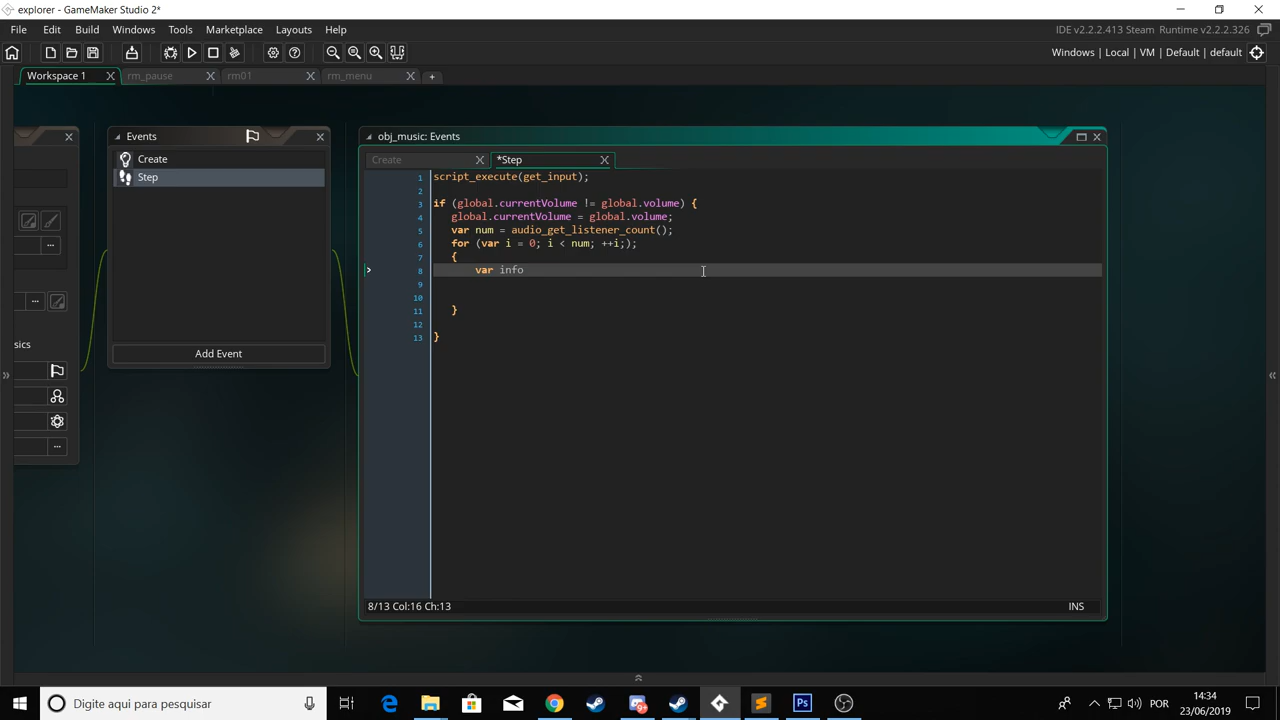 explorer - GameMaker Studio 2*
File Edit Build Windows Tools Marketplace Layouts Help
IDE v2.2.2.413 Steam Runtime v2.2.2.326
Windows | Local | VM | Default | default
Workspace 1 rm_pause rm01 rm_menu
Events
Create
Step
Add Event
sics
obj_music: Events
Create *Step
1 script_execute(get_input);
2
3 if (global.currentVolume != global.volume) {
4 global.currentVolume = global.volume;
5 var num = audio_get_listener_count();
6 for (var i = 0; i < num; ++i;);
7 {
8 var info
9
10
11 }
12
13 }
8/13 Col:16 Ch:13 INS
Digite aqui para pesquisar
POR
14:34
23/06/2019